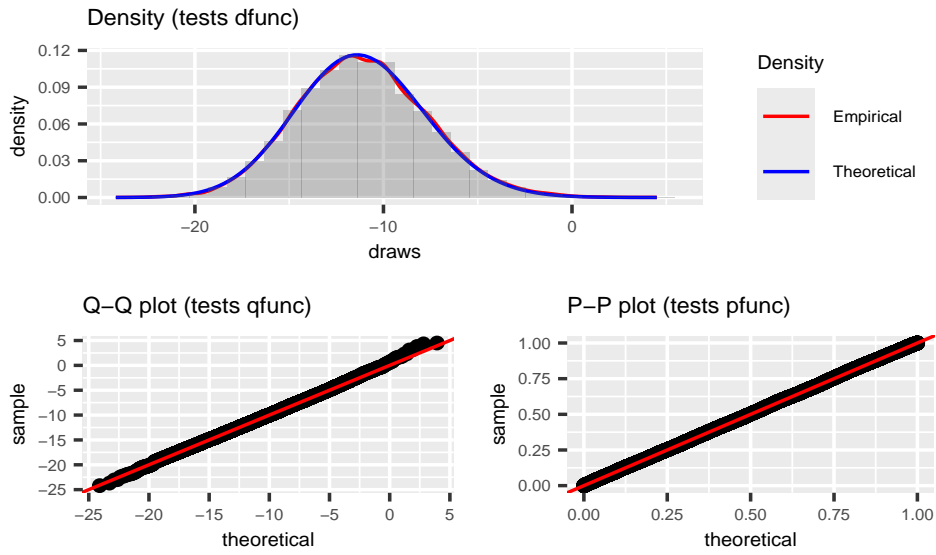 Density (tests dfunc)
0.12
0.09
0.06
0.03
0.00
density
−20
−10
0
draws
Density
Empirical
Theoretical
Q−Q plot (tests qfunc)
5
0
−5
−10
−15
−20
−25
sample
−25
−20
−15
−10
−5
0
5
theoretical
P−P plot (tests pfunc)
1.00
0.75
0.50
0.25
0.00
sample
0.00
0.25
0.50
0.75
1.00
theoretical